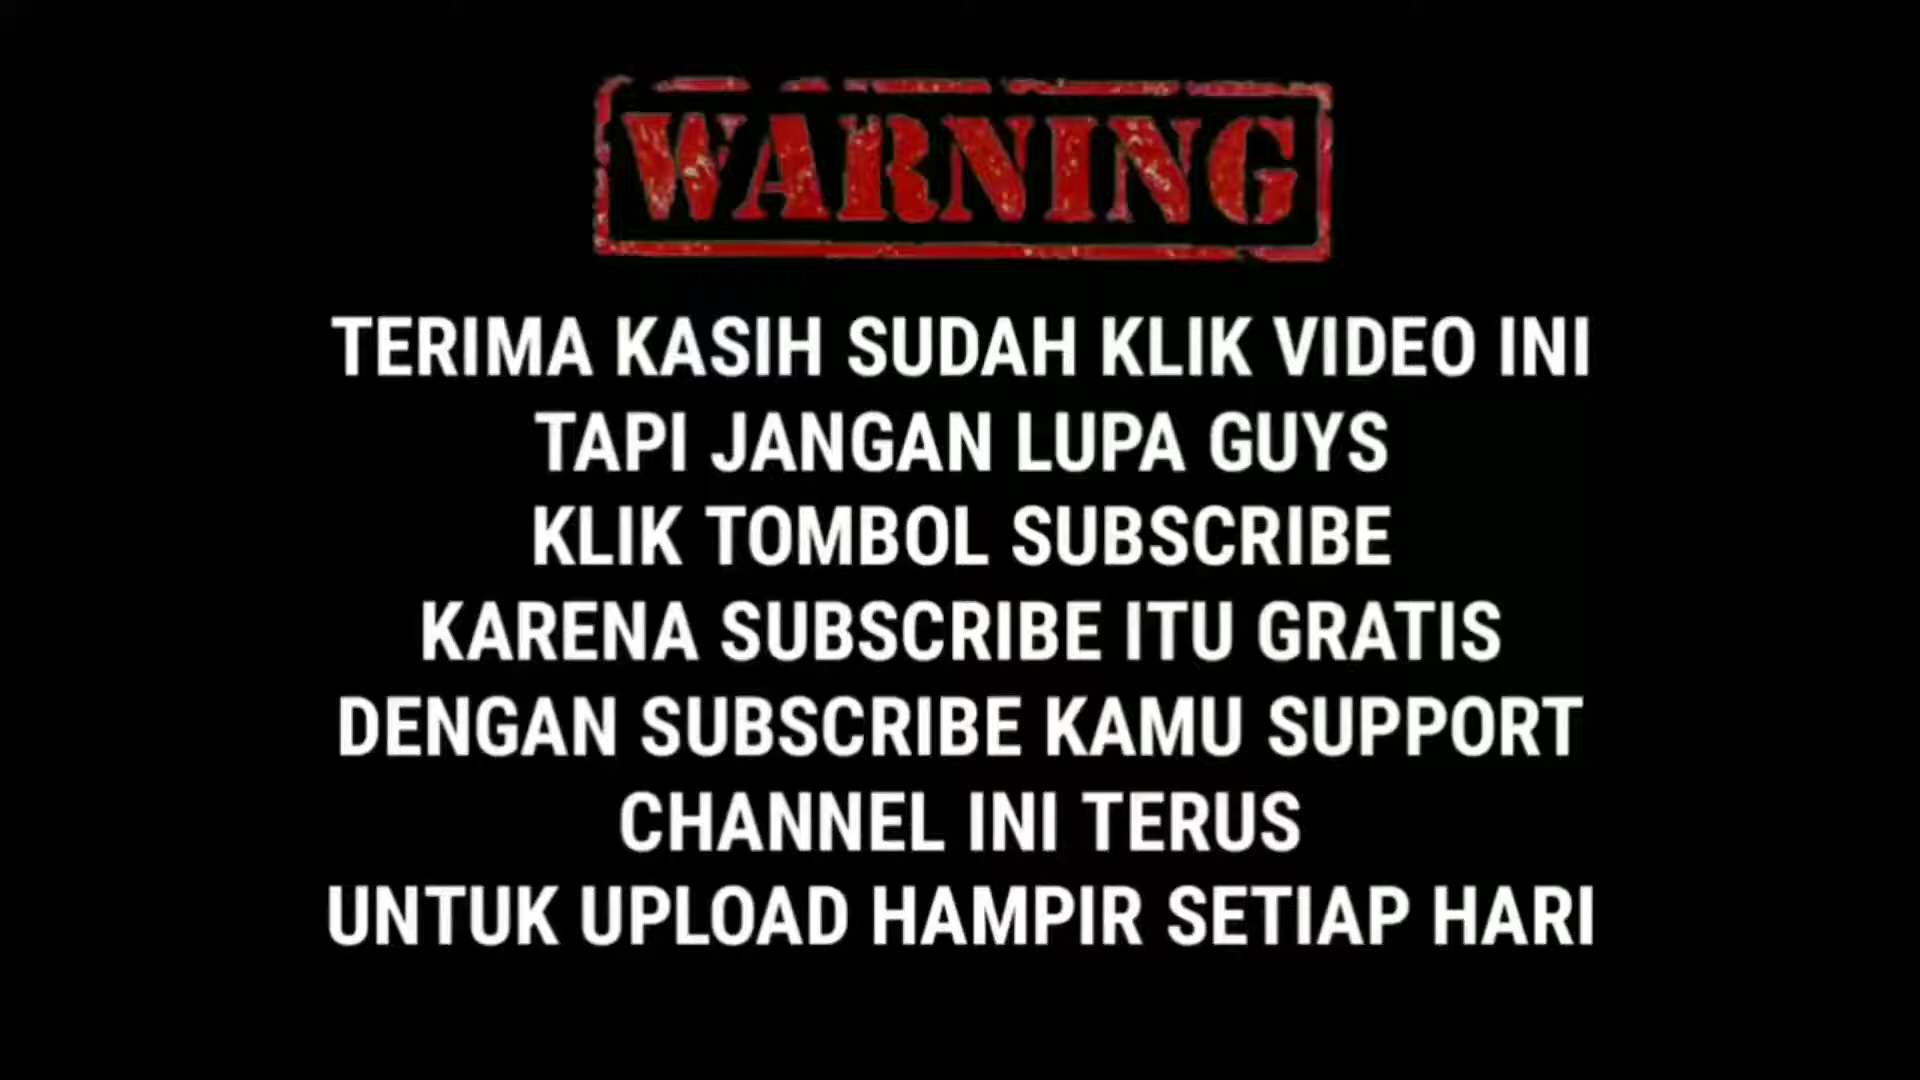 WARNING
TERIMA KASIH SUDAH KLIK VIDEO INI
TAPI JANGAN LUPA GUYS
KLIK TOMBOL SUBSCRIBE
KARENA SUBSCRIBE ITU GRATIS
DENGAN SUBSCRIBE KAMU SUPPORT
CHANNEL INI TERUS
UNTUK UPLOAD HAMPIR SETIAP HARI